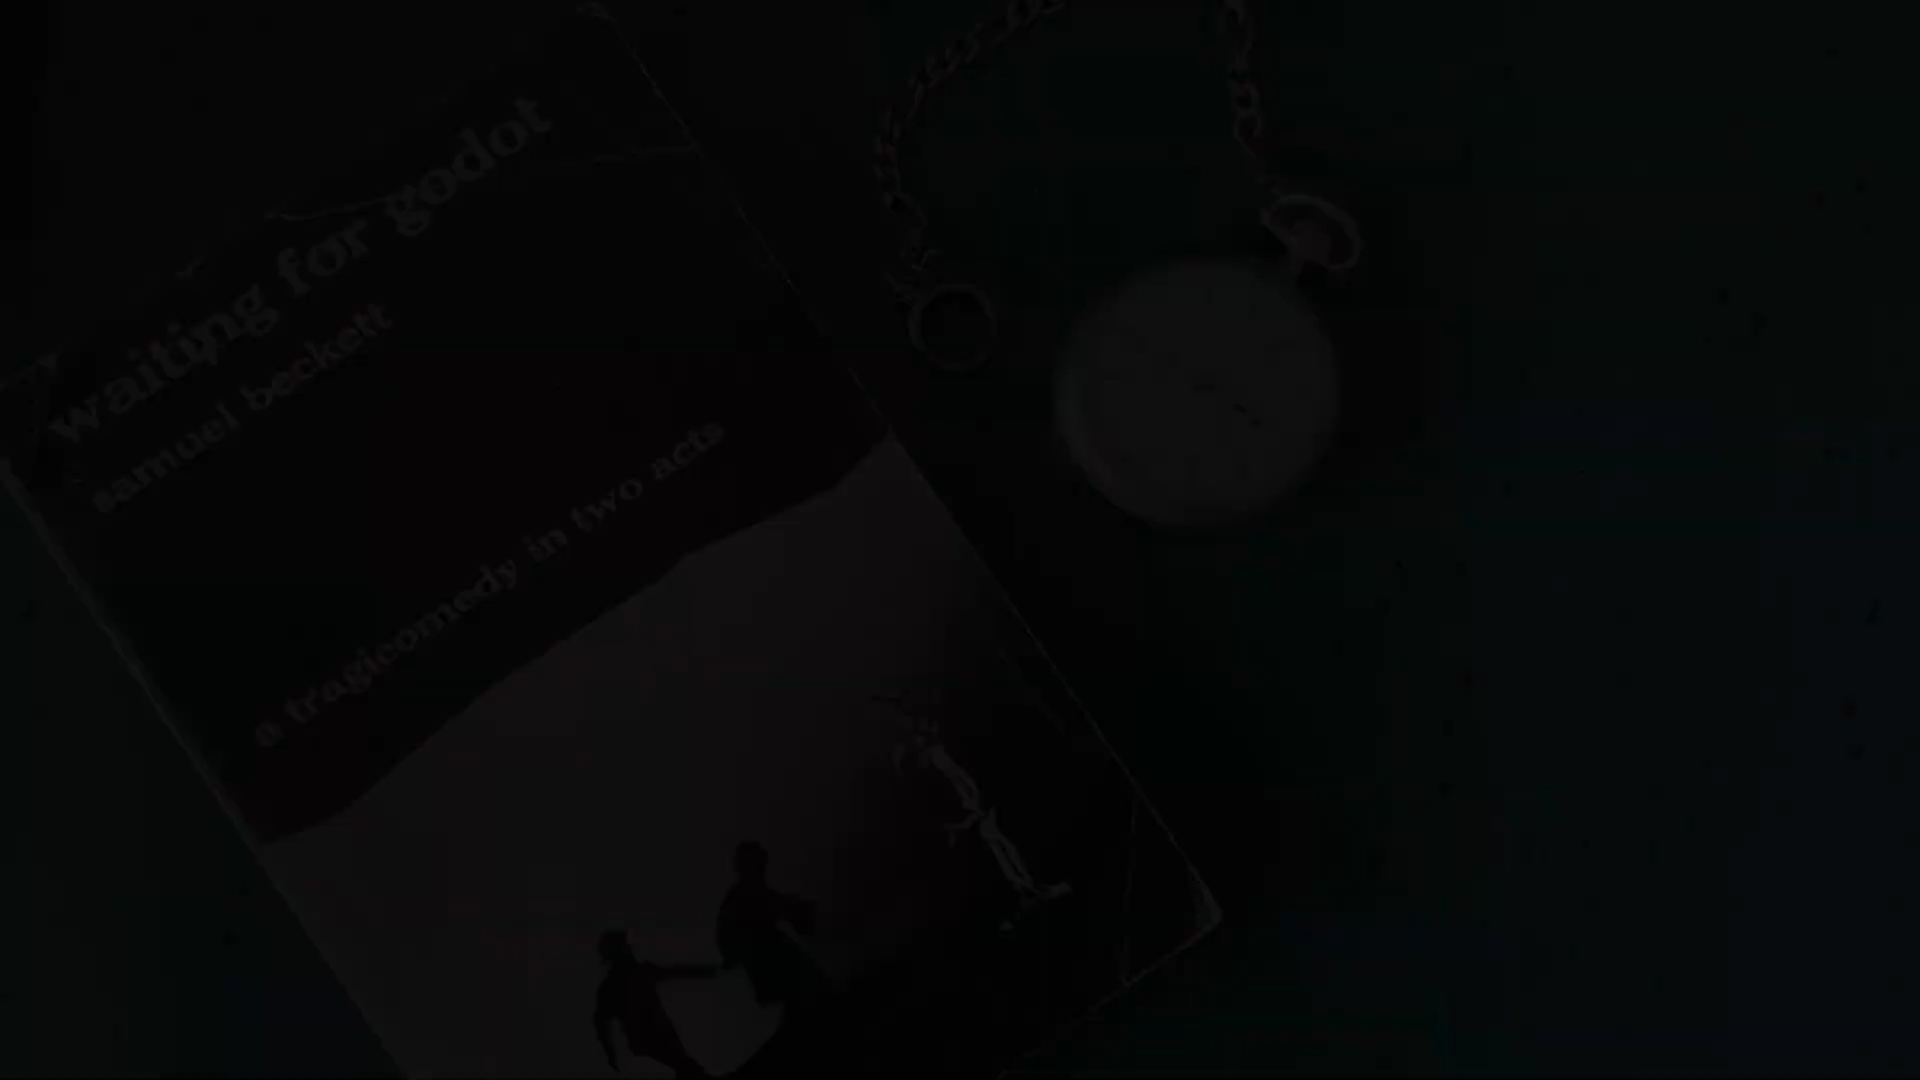 waiting for godot
samuel beckett
a tragicomedy in two acts